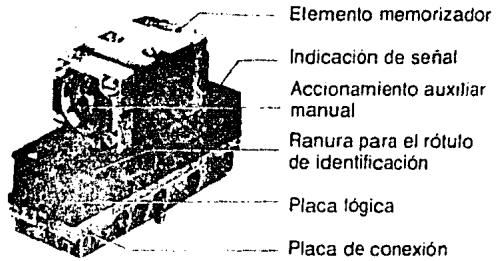 Elemento memorizador
Indicación de señal
Accionamiento auxiliar
manual
Ranura para el rótulo
de identificación
Placa lógica
Placa de conexión